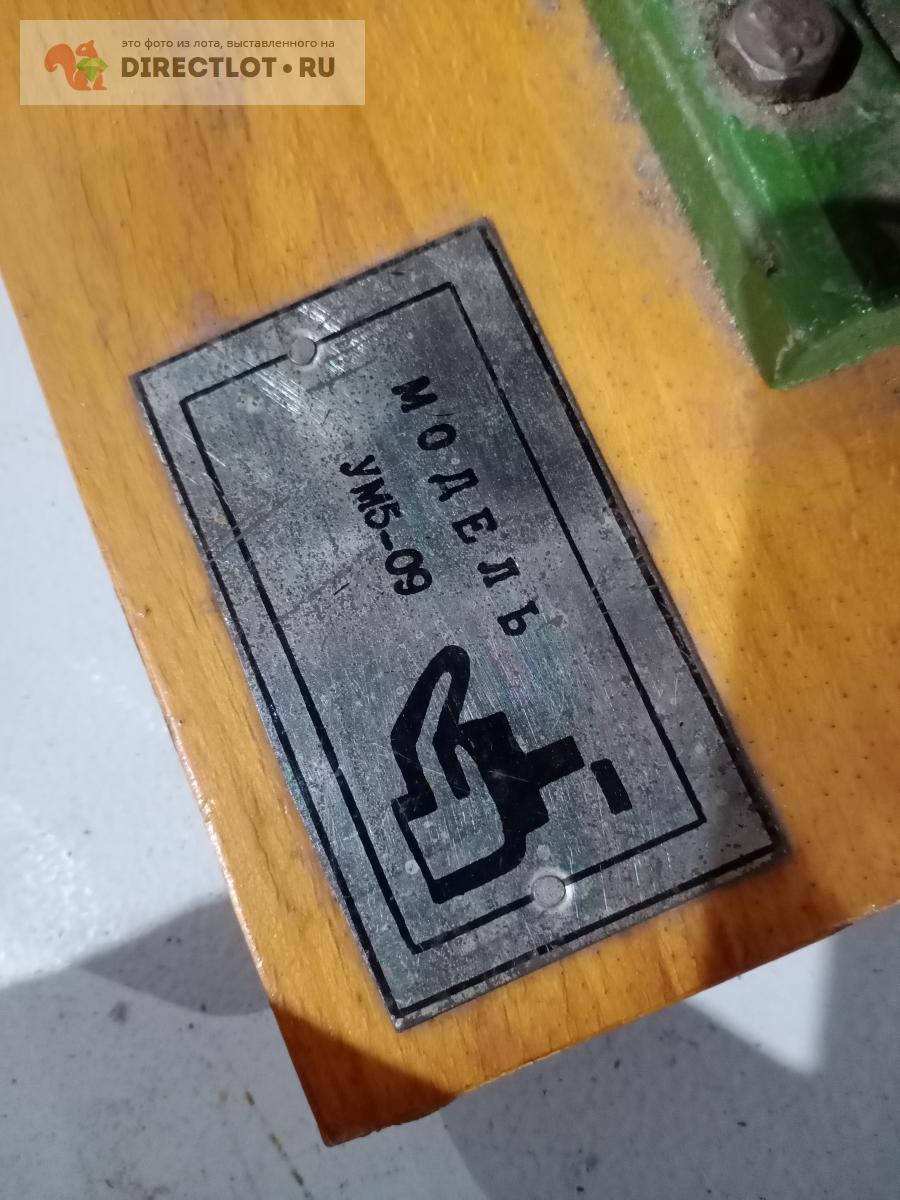 это фото из лота, выставленного на
DIRECTLOT•RU
МОДЕЛЬ
УМ5-09